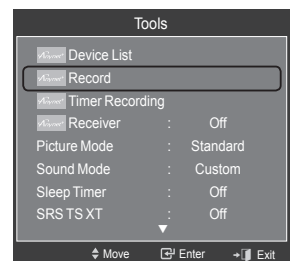 Tools
Device List
Record
Timer Recording
Receiver : Off
Picture Mode : Standard
Sound Mode : Custom
Sleep Timer : Off
SRS TS XT : Off
Move Enter Exit